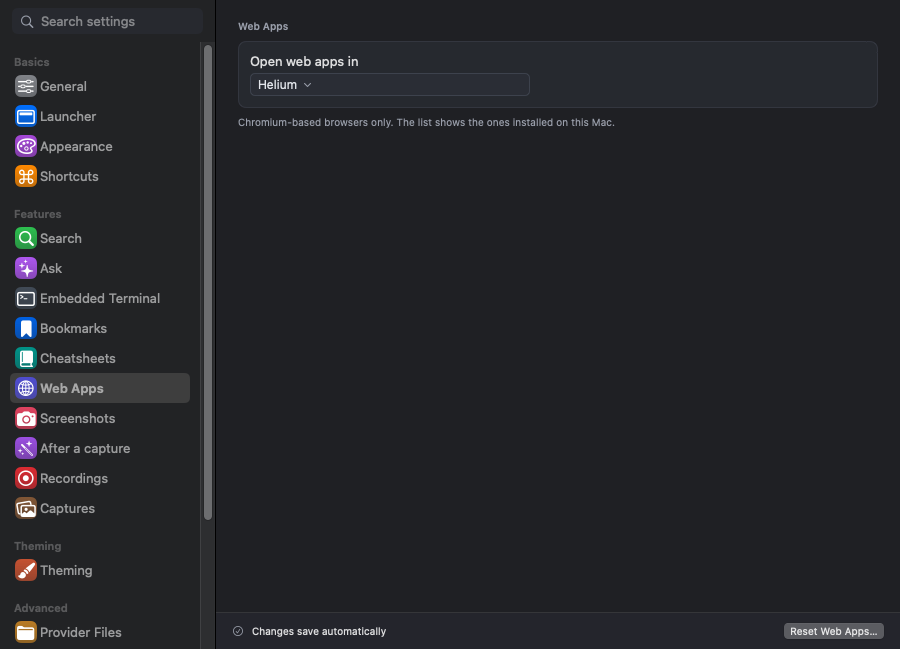 Search settings
Basics
General
Launcher
Appearance
Shortcuts
Features
Search
Ask
Embedded Terminal
Bookmarks
Cheatsheets
Web Apps
Screenshots
After a capture
Recordings
Captures
Theming
Theming
Advanced
Provider Files
Web Apps
Open web apps in
Helium
Chromium-based browsers only. The list shows the ones installed on this Mac.
Changes save automatically
Reset Web Apps...